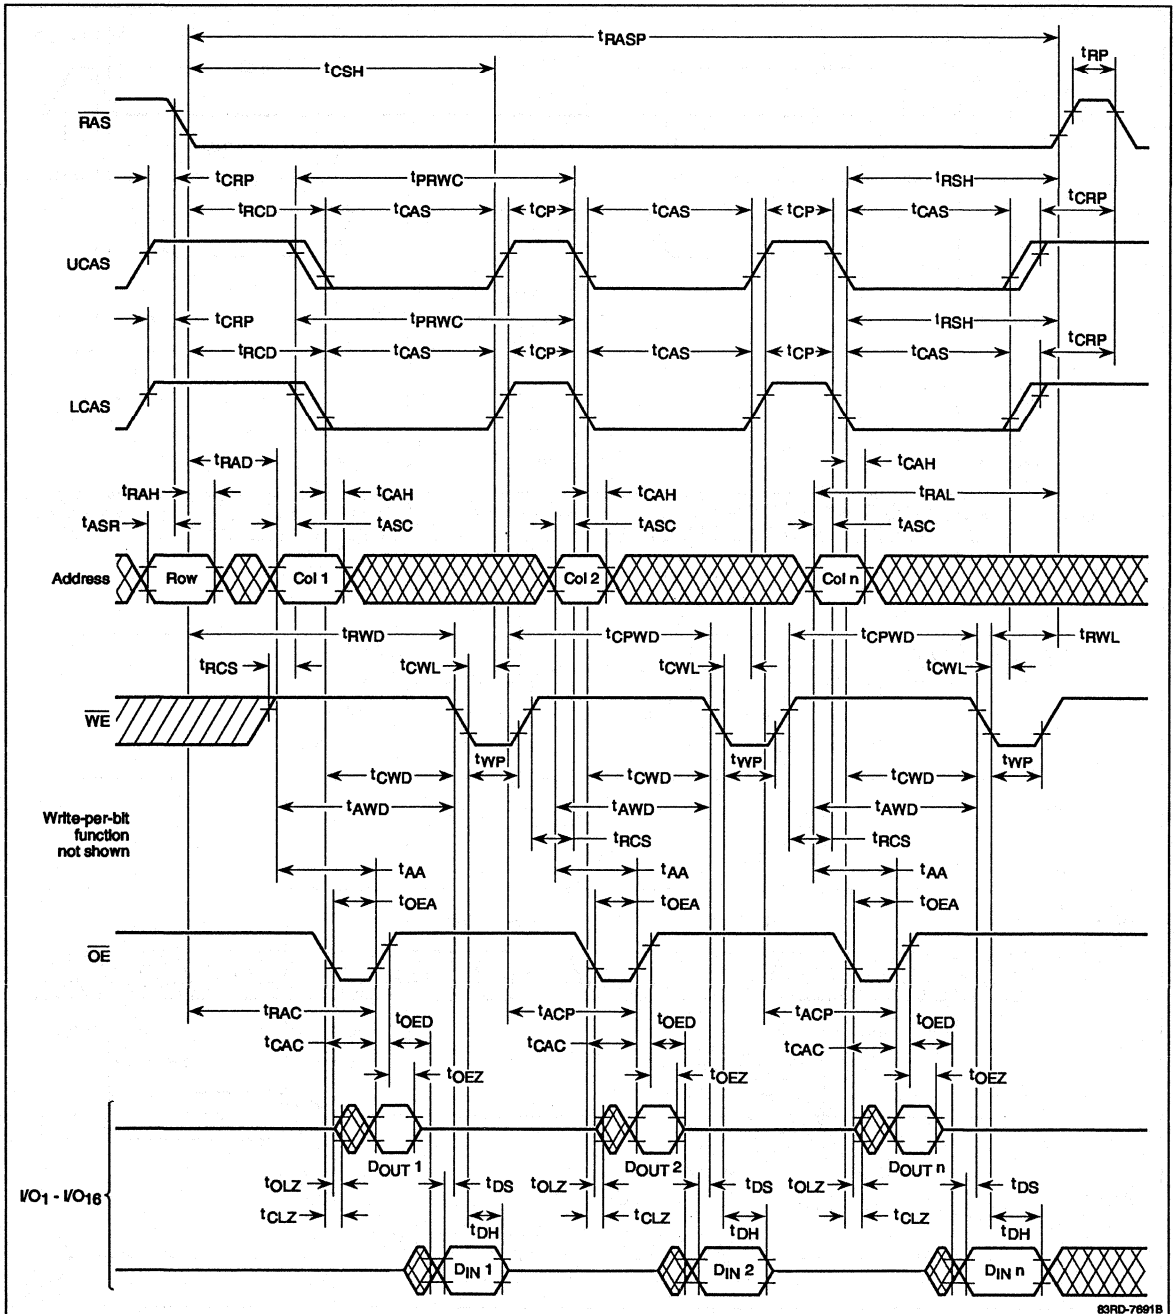 tRASP
tCSH tRP
RAS
tCRP tPRWC tRSH
tRCD tCAS tCP tCAS tCP tCAS tCRP
UCAS
tCRP tPRWC tRSH
tRCD tCAS tCP tCAS tCP tCAS tCRP
LCAS
tRAD tCAH
tRAH tCAH tCAH tRAL
tASR tASC tASC tASC
Address Row Col 1 Col 2 Col n
tRWD tCPWD tCPWD tRWL
tRCS tCWL tCWL tCWL
WE
tWP tWP tWP
tCWD tCWD tCWD
tAWD tAWD tAWD
Write-per-bit
function
not shown
tRCS tRCS
tAA tAA tAA
tOEA tOEA tOEA
OE
tRAC tACP tACP
tOED tOED tOED
tCAC tCAC tCAC
tOEZ tOEZ tOEZ
DOUT 1 DOUT 2 DOUT n
I/O1 - I/O16
tOLZ tDS tOLZ tDS tOLZ tDS
tCLZ tDH tCLZ tDH tCLZ tDH
DIN 1 DIN 2 DIN n
83RD-7691B